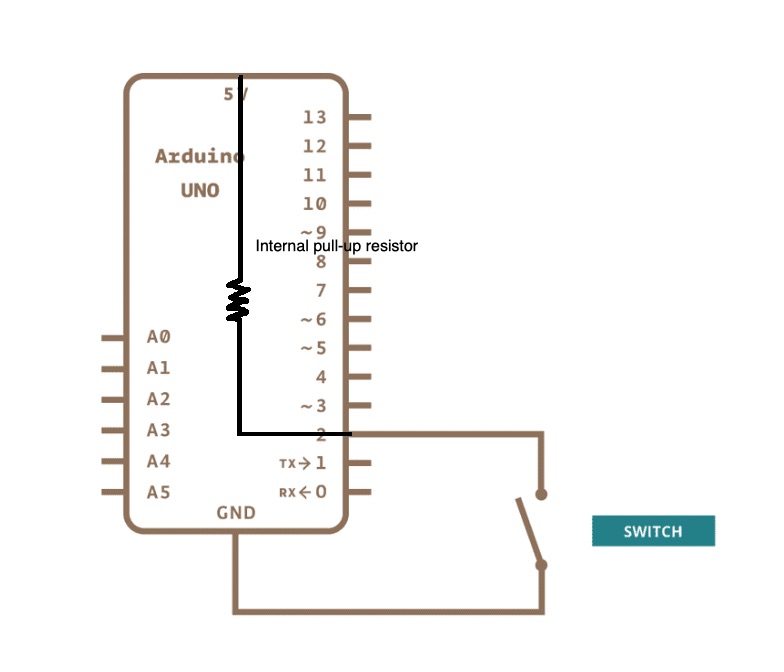 5V
Arduino
UNO
13
12
11
10
~9
Internal pull-up resistor
8
7
~6
~5
4
~3
2
TX→1
RX←0
A0
A1
A2
A3
A4
A5
GND
SWITCH